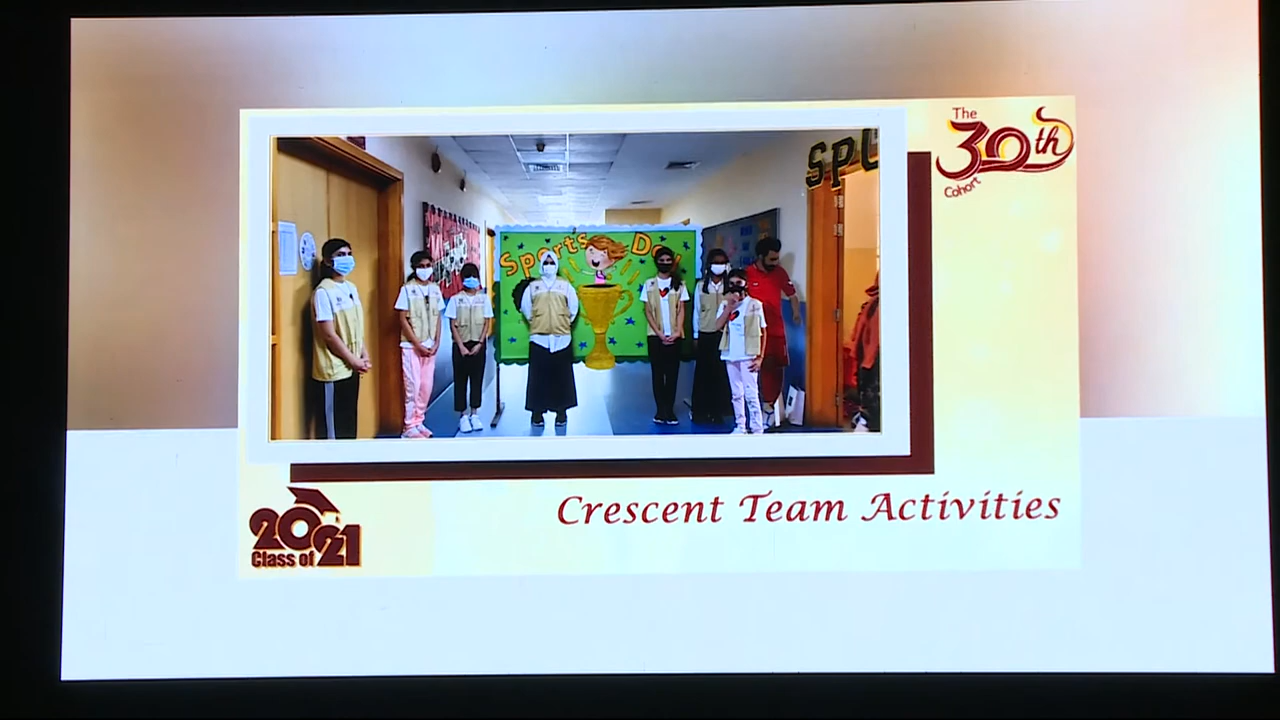 The
30th
Cohort
SPO
Sports Day
Crescent Team Activities
2021
Class of